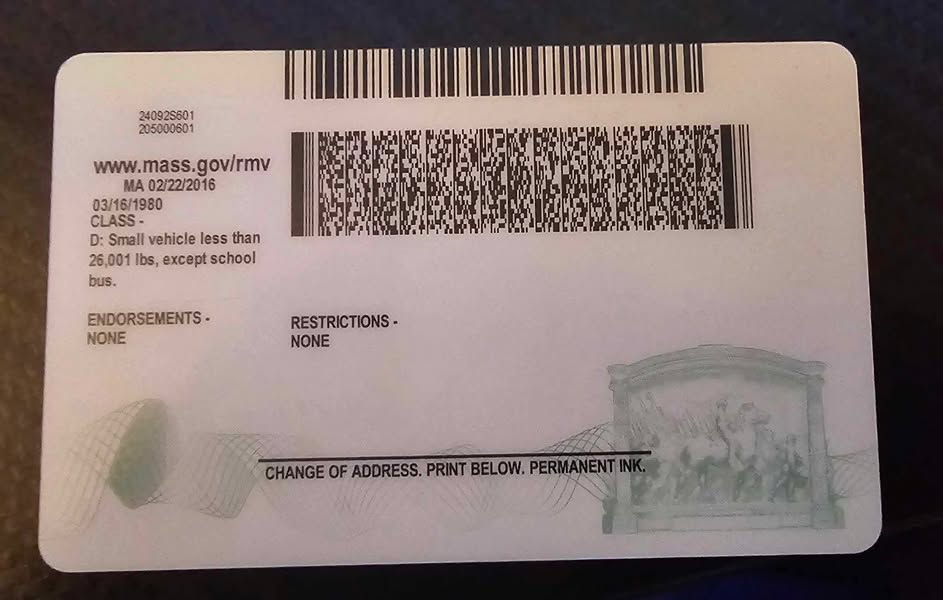 24092S601
205000601
www.mass.gov/rmv
MA 02/22/2016
03/16/1980
CLASS -
D: Small vehicle less than
26,001 lbs, except school
bus.
ENDORSEMENTS -
NONE
RESTRICTIONS -
NONE
CHANGE OF ADDRESS. PRINT BELOW. PERMANENT INK.